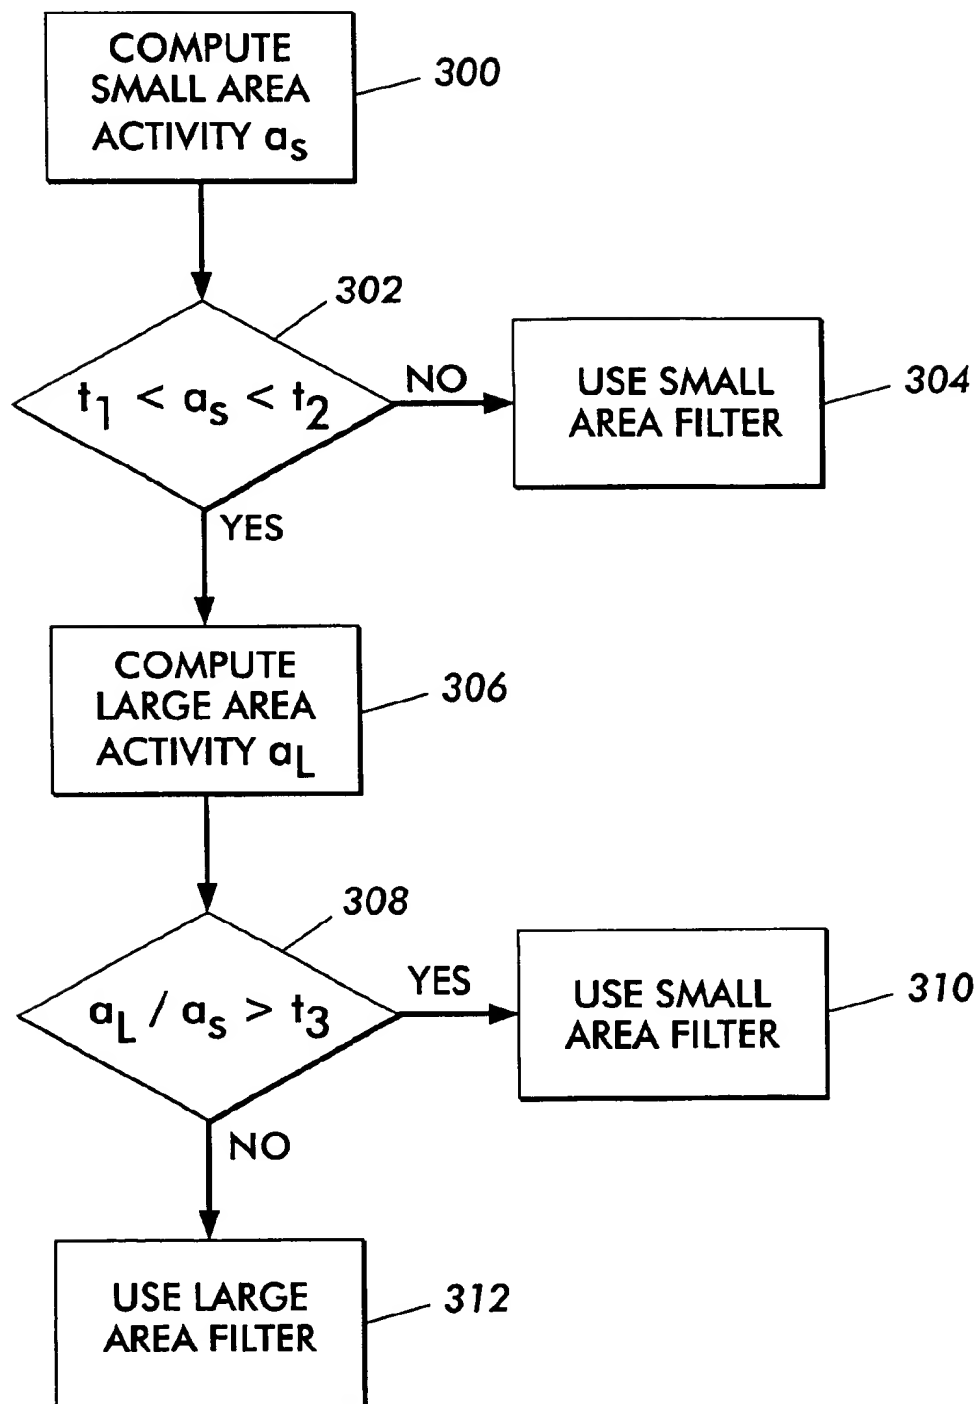 COMPUTE
SMALL AREA
ACTIVITY aS
300
302
t1 < aS < t2
NO
USE SMALL
AREA FILTER
304
YES
COMPUTE
LARGE AREA
ACTIVITY aL
306
308
aL / aS > t3
YES
USE SMALL
AREA FILTER
310
NO
USE LARGE
AREA FILTER
312